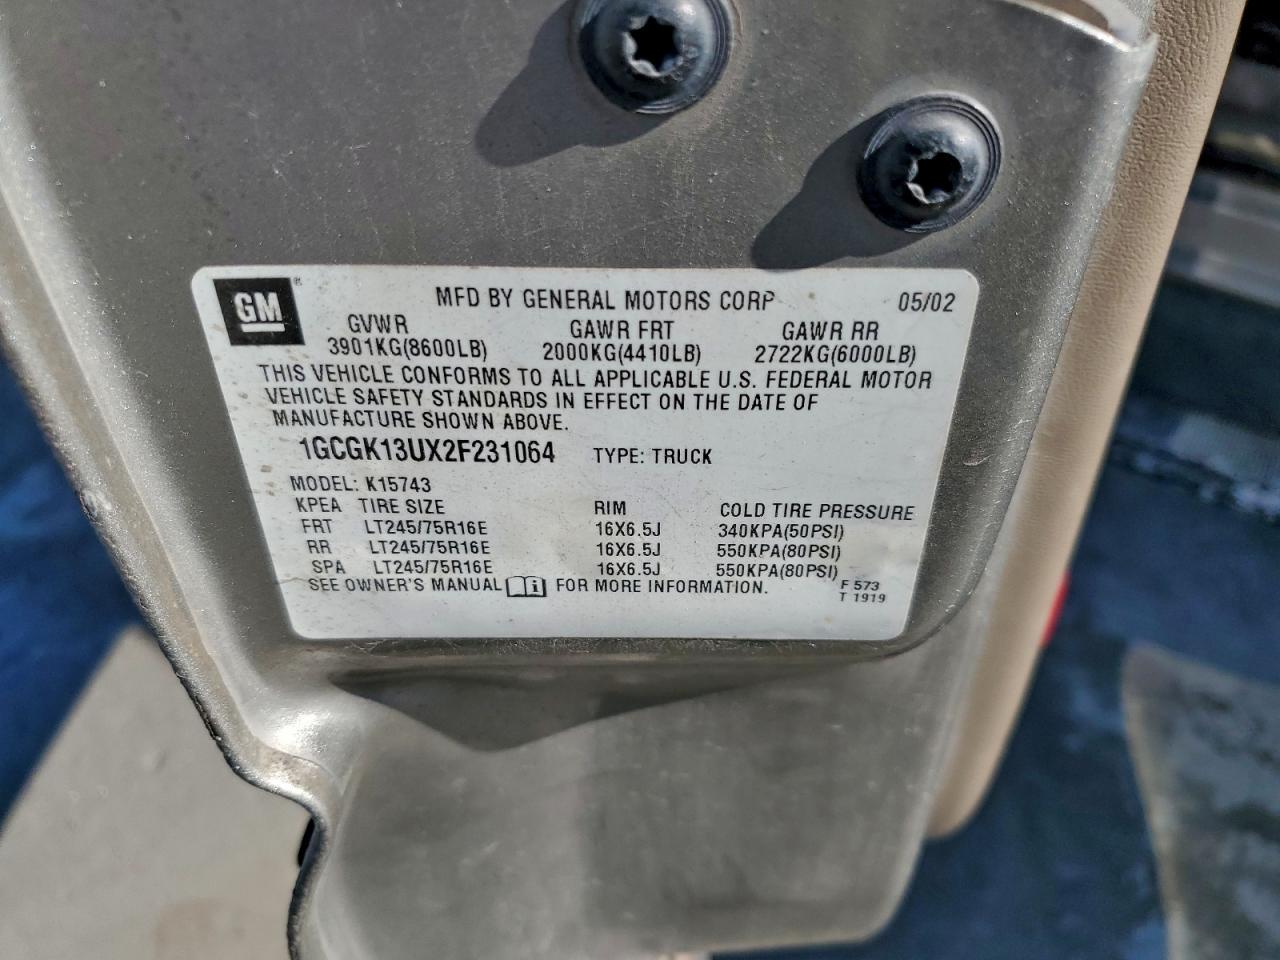 GM ® MFD BY GENERAL MOTORS CORP 05/02
GVWR GAWR FRT GAWR RR
3901KG(8600LB) 2000KG(4410LB) 2722KG(6000LB)
THIS VEHICLE CONFORMS TO ALL APPLICABLE U.S. FEDERAL MOTOR
VEHICLE SAFETY STANDARDS IN EFFECT ON THE DATE OF
MANUFACTURE SHOWN ABOVE.
1GCGK13UX2F231064 TYPE: TRUCK
MODEL: K15743
KPEA TIRE SIZE RIM COLD TIRE PRESSURE
FRT LT245/75R16E 16X6.5J 340KPA(50PSI)
RR LT245/75R16E 16X6.5J 550KPA(80PSI)
SPA LT245/75R16E 16X6.5J 550KPA(80PSI)
SEE OWNER'S MANUAL FOR MORE INFORMATION. F 573
T 1919